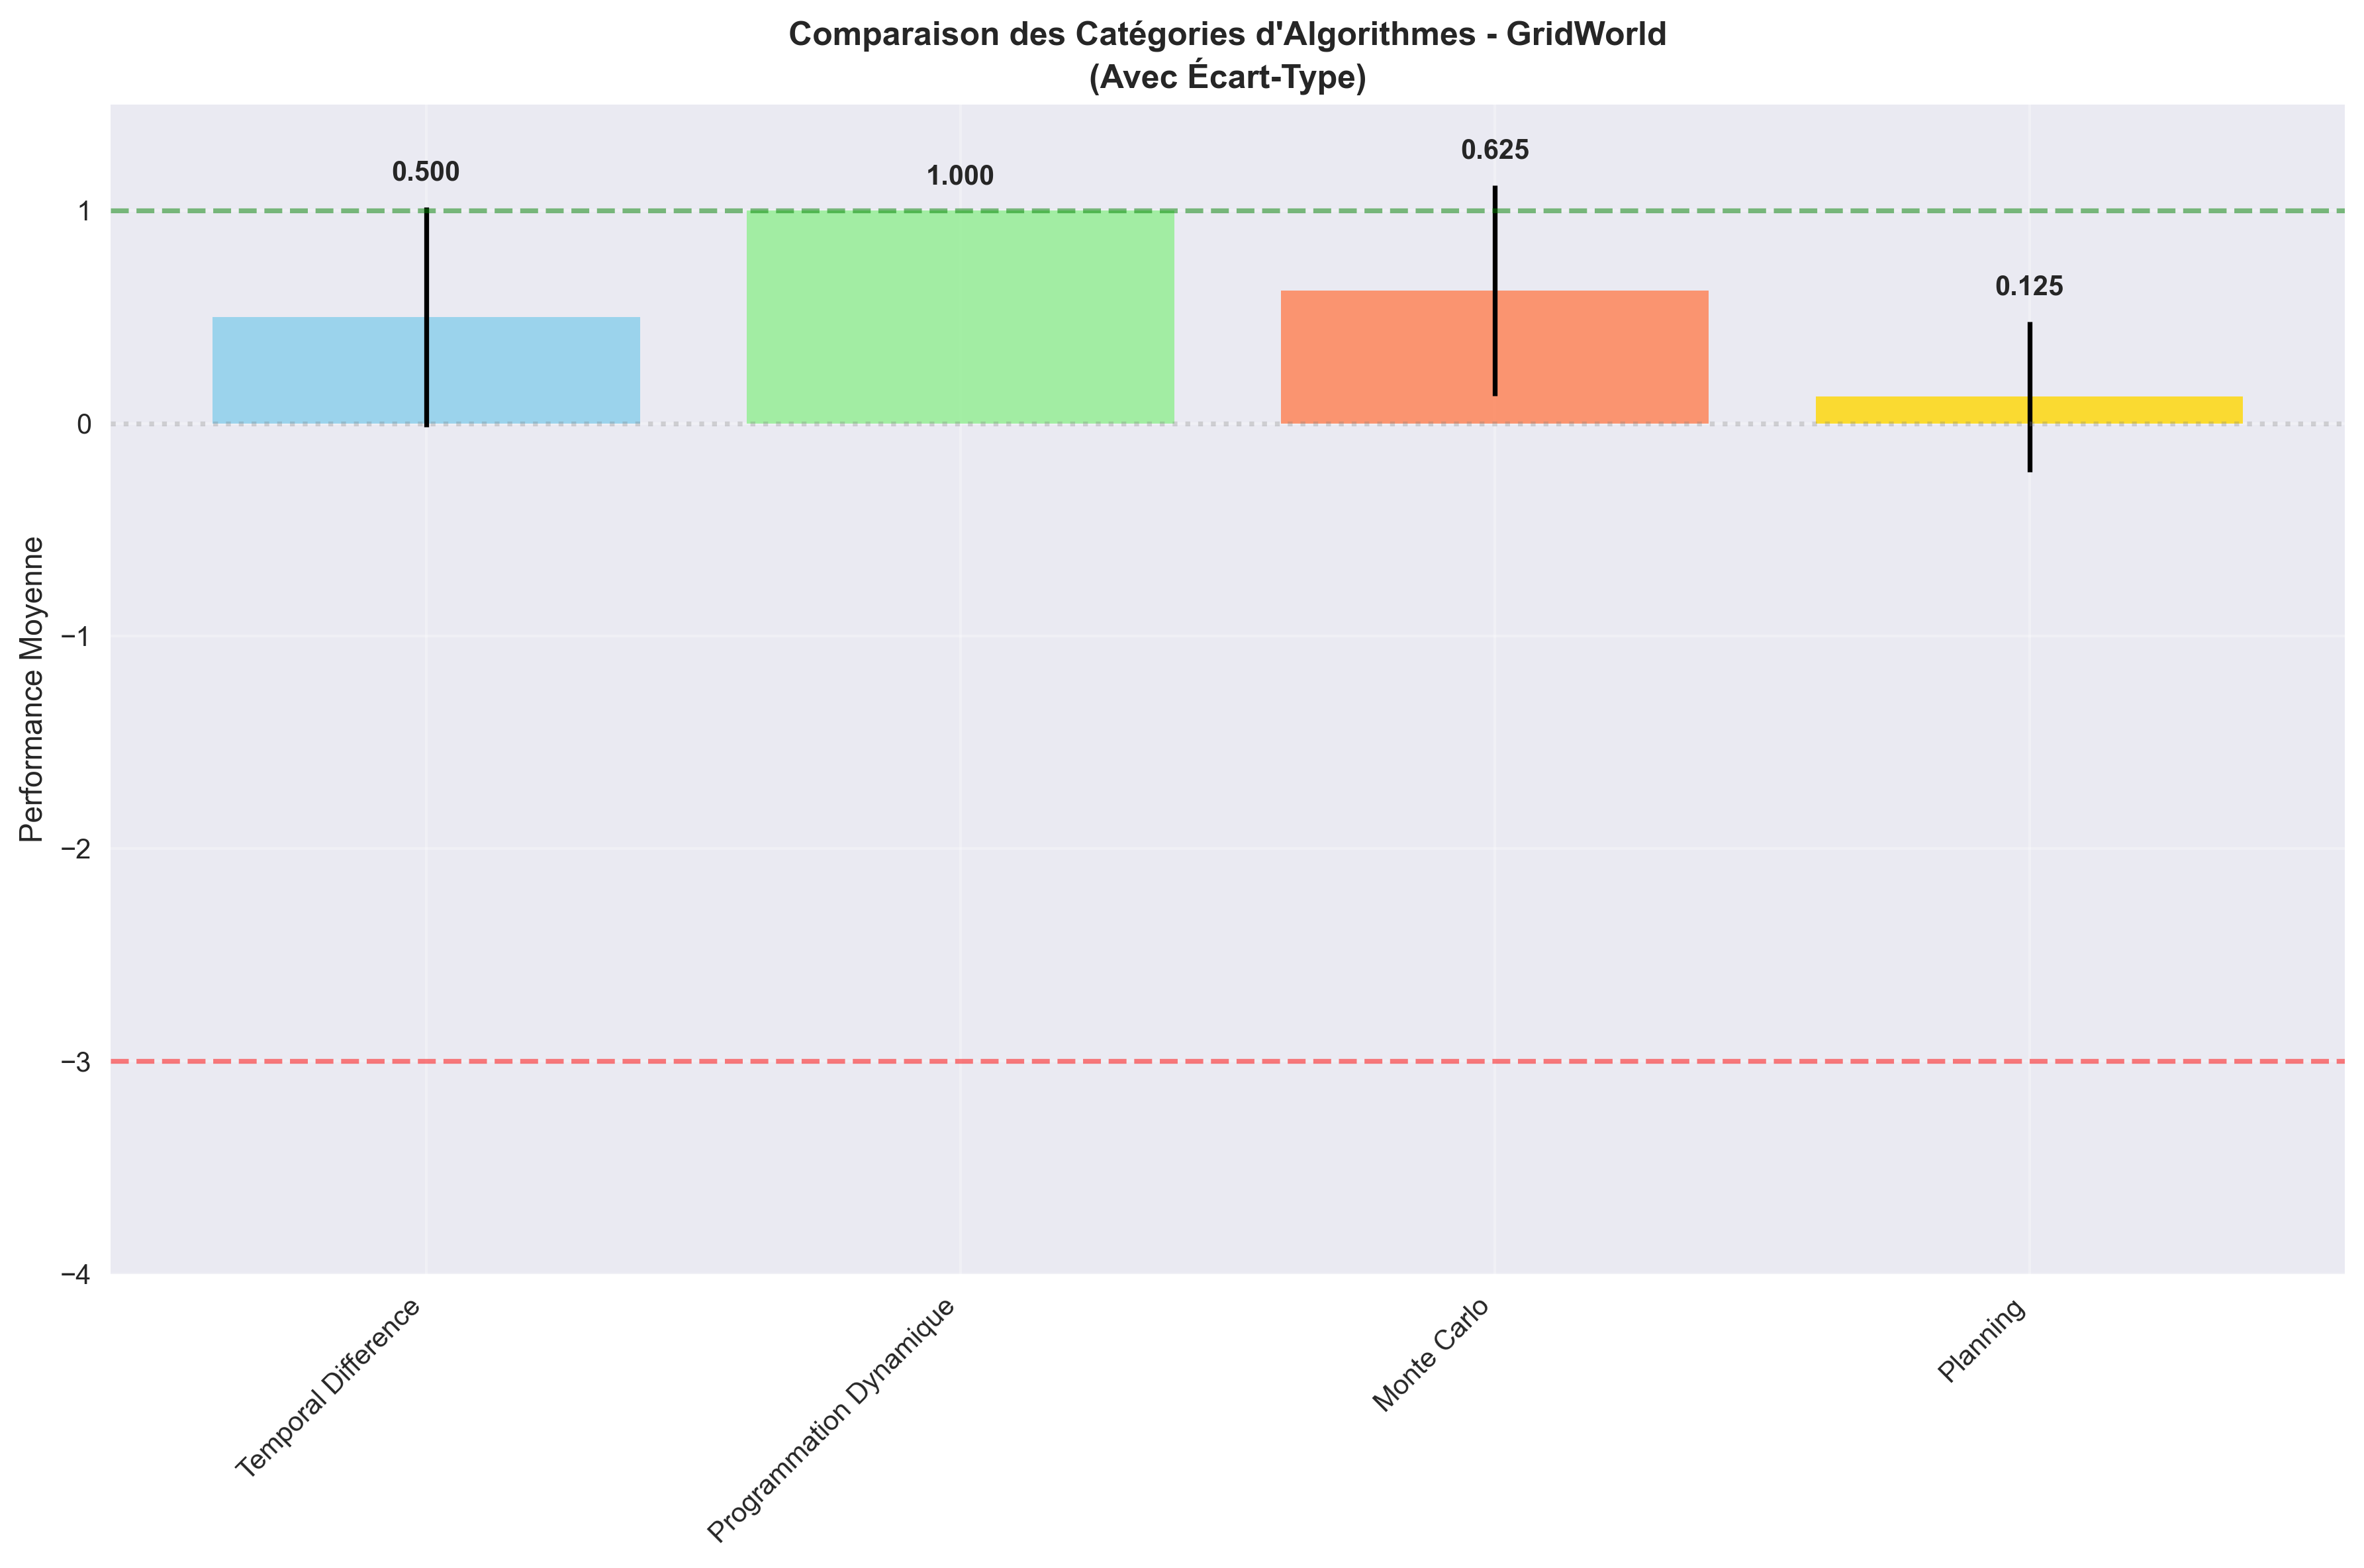 Comparaison des Catégories d'Algorithmes - GridWorld
(Avec Écart-Type)
Performance Moyenne
1
0
−1
−2
−3
−4
0.500
1.000
0.625
0.125
Temporal Difference
Programmation Dynamique
Monte Carlo
Planning